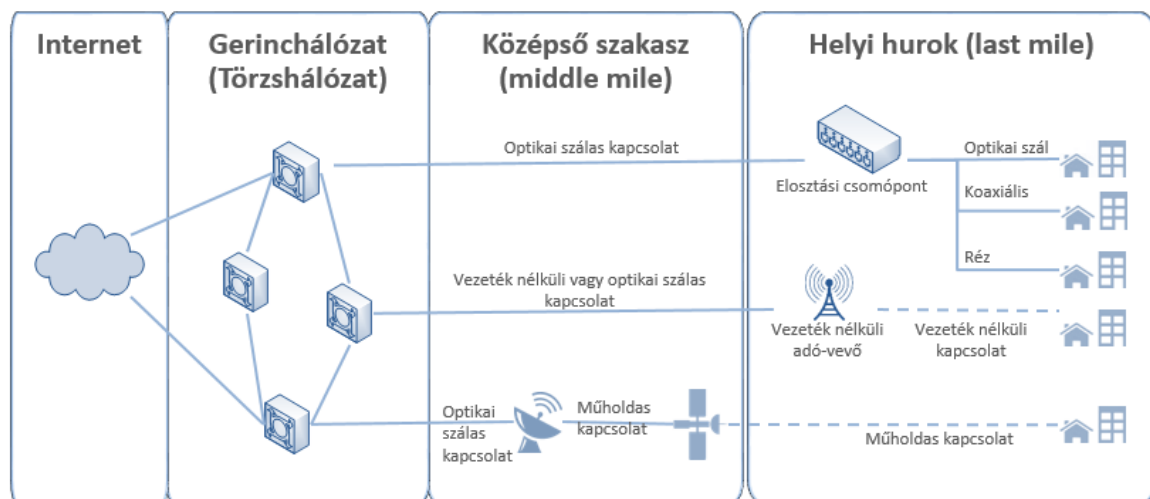 Internet
Gerinchálózat
(Törzshálózat)
Középső szakasz
(middle mile)
Helyi hurok (last mile)
Optikai szálas kapcsolat
Elosztási csomópont
Optikai szál
Koaxiális
Réz
Vezeték nélküli vagy optikai szálas
kapcsolat
Vezeték nélküli
adó-vevő
Vezeték nélküli
kapcsolat
Optikai
szálas
kapcsolat
Műholdas
kapcsolat
Műholdas kapcsolat